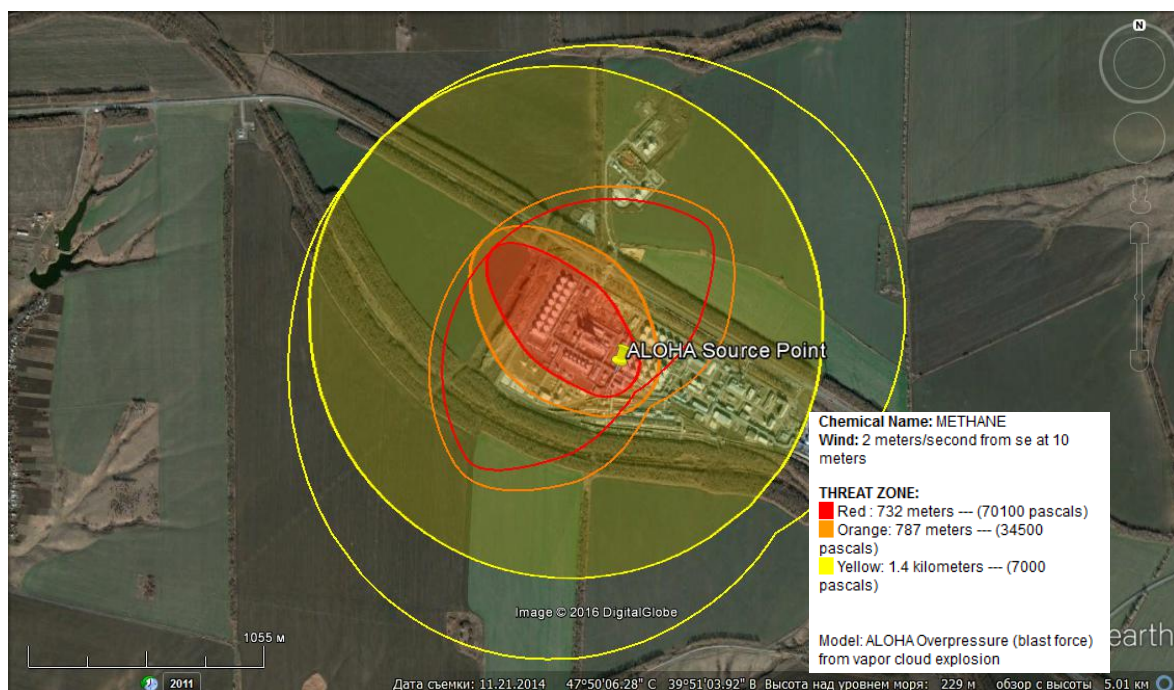 N
ALOHA Source Point
Chemical Name: METHANE
Wind: 2 meters/second from se at 10
meters
THREAT ZONE:
Red : 732 meters --- (70100 pascals)
Orange: 787 meters --- (34500
pascals)
Yellow: 1.4 kilometers --- (7000
pascals)
Model: ALOHA Overpressure (blast force)
from vapor cloud explosion
Image © 2016 DigitalGlobe
earth
1055 м
2011
Дата съемки: 11.21.2014 47°50'06.28" С 39°51'03.92" В Высота над уровнем моря: 229 м обзор с высоты 5.01 км